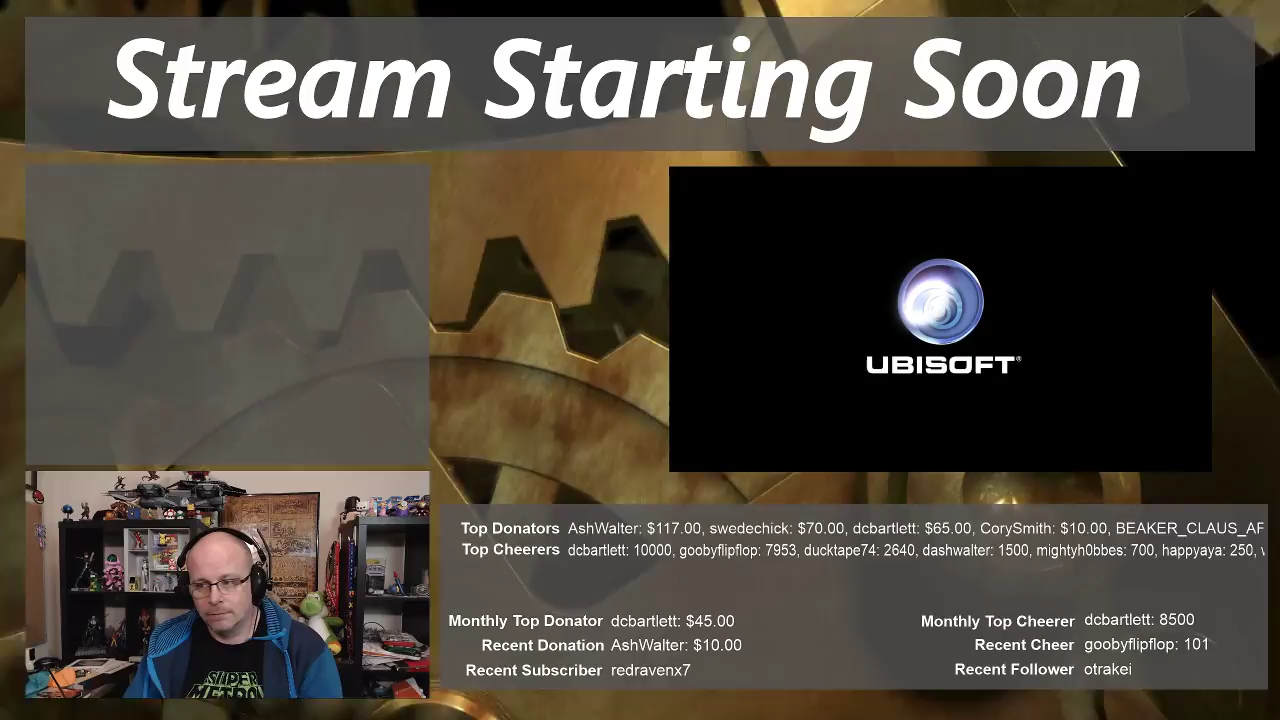 Stream Starting Soon
UBISOFT®
Top Donators AshWalter: $117.00, swedechick: $70.00, dcbartlett: $65.00, CorySmith: $10.00, BEAKER_CLAUS_AF
Top Cheerers dcbartlett: 10000, goobyflipflop: 7953, ducktape74: 2640, dashwalter: 1500, mightyh0bbes: 700, happyaya: 250,
Monthly Top Donator dcbartlett: $45.00
Recent Donation AshWalter: $10.00
Recent Subscriber redravenx7
Monthly Top Cheerer dcbartlett: 8500
Recent Cheer goobyflipflop: 101
Recent Follower otrakei
SUPER
METROI